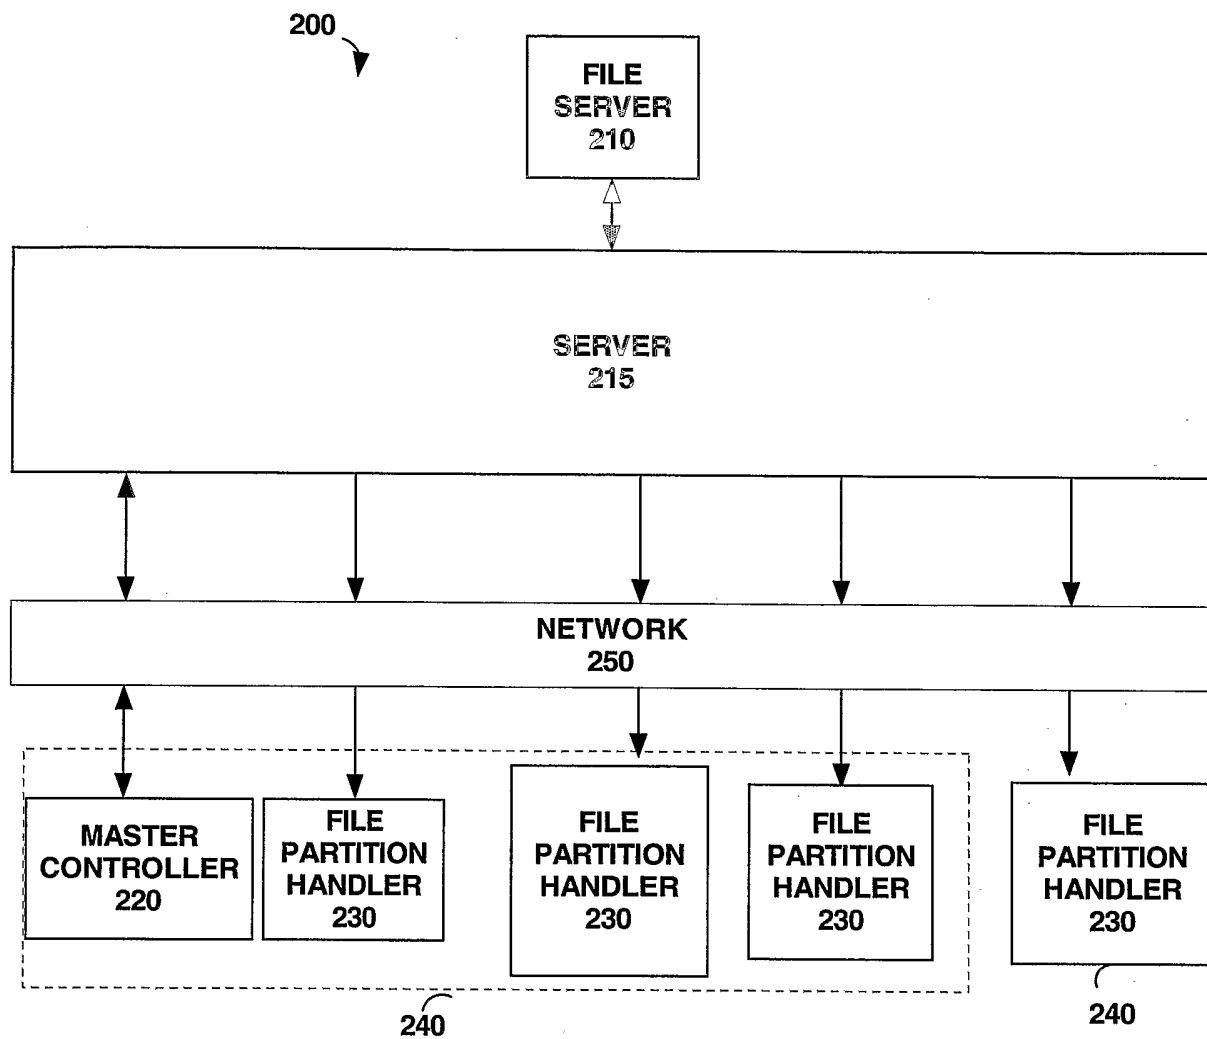 200
FILE
SERVER
210
SERVER
215
NETWORK
250
MASTER
CONTROLLER
220
FILE
PARTITION
HANDLER
230
FILE
PARTITION
HANDLER
230
FILE
PARTITION
HANDLER
230
FILE
PARTITION
HANDLER
230
240
240